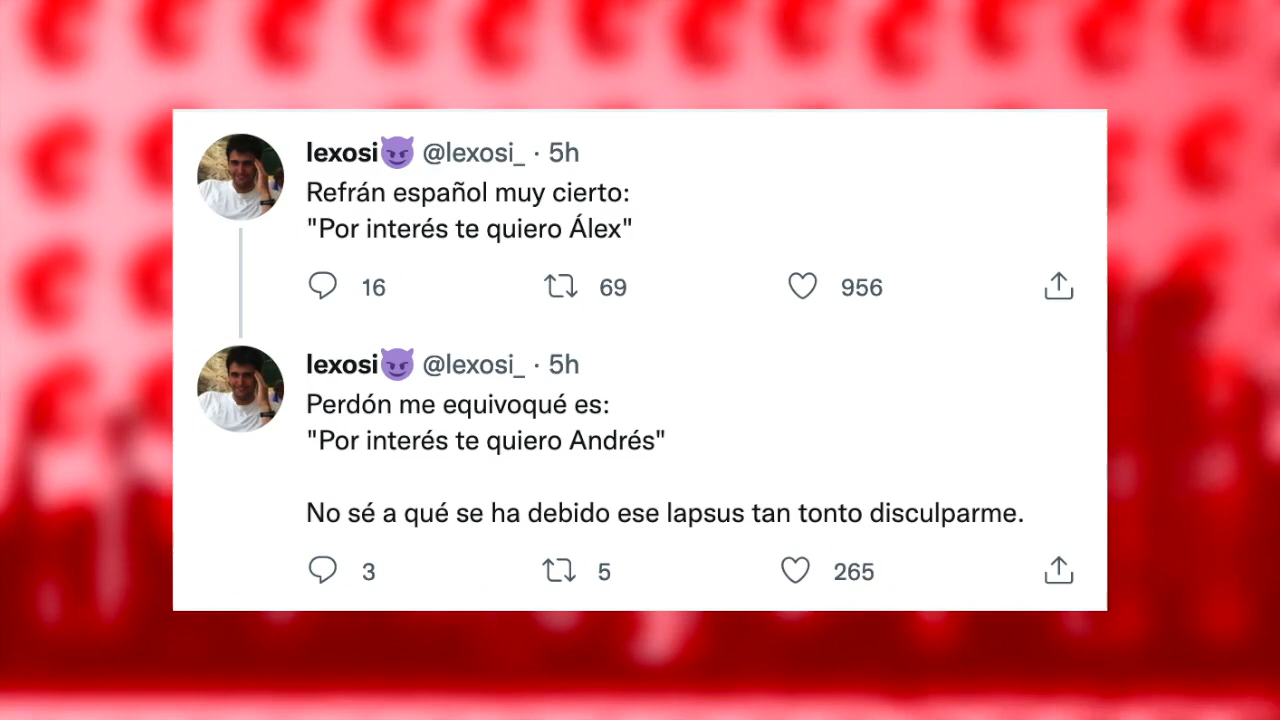 lexosi😈 @lexosi_ · 5h
Refrán español muy cierto:
"Por interés te quiero Álex"
16 69 956
lexosi😈 @lexosi_ · 5h
Perdón me equivoqué es:
"Por interés te quiero Andrés"
No sé a qué se ha debido ese lapsus tan tonto disculparme.
3 5 265